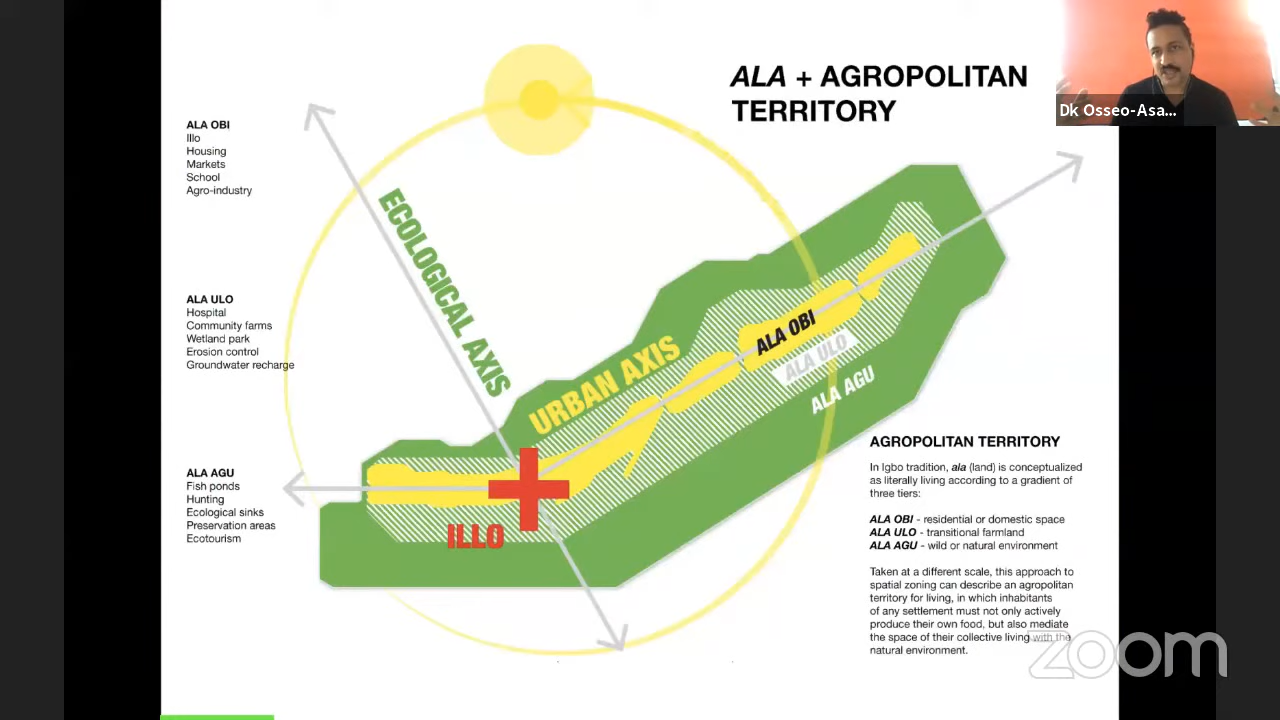 ALA + AGROPOLITAN
TERRITORY
Dk Osseo-Asa...
ALA OBI
Illo
Housing
Markets
School
Agro-industry
ALA ULO
Hospital
Community farms
Wetland park
Erosion control
Groundwater recharge
ALA AGU
Fish ponds
Hunting
Ecological sinks
Preservation areas
Ecotourism
ECOLOGICAL AXIS
URBAN AXIS
ALA OBI
ALA ULO
ALA AGU
ILLO
AGROPOLITAN TERRITORY
In Igbo tradition, ala (land) is conceptualized
as literally living according to a gradient of
three tiers:
ALA OBI - residential or domestic space
ALA ULO - transitional farmland
ALA AGU - wild or natural environment
Taken at a different scale, this approach to
spatial zoning can describe an agropolitan
territory for living, in which inhabitants
of any settlement must not only actively
produce their own food, but also mediate
the space of their collective living with the
natural environment.
zoom